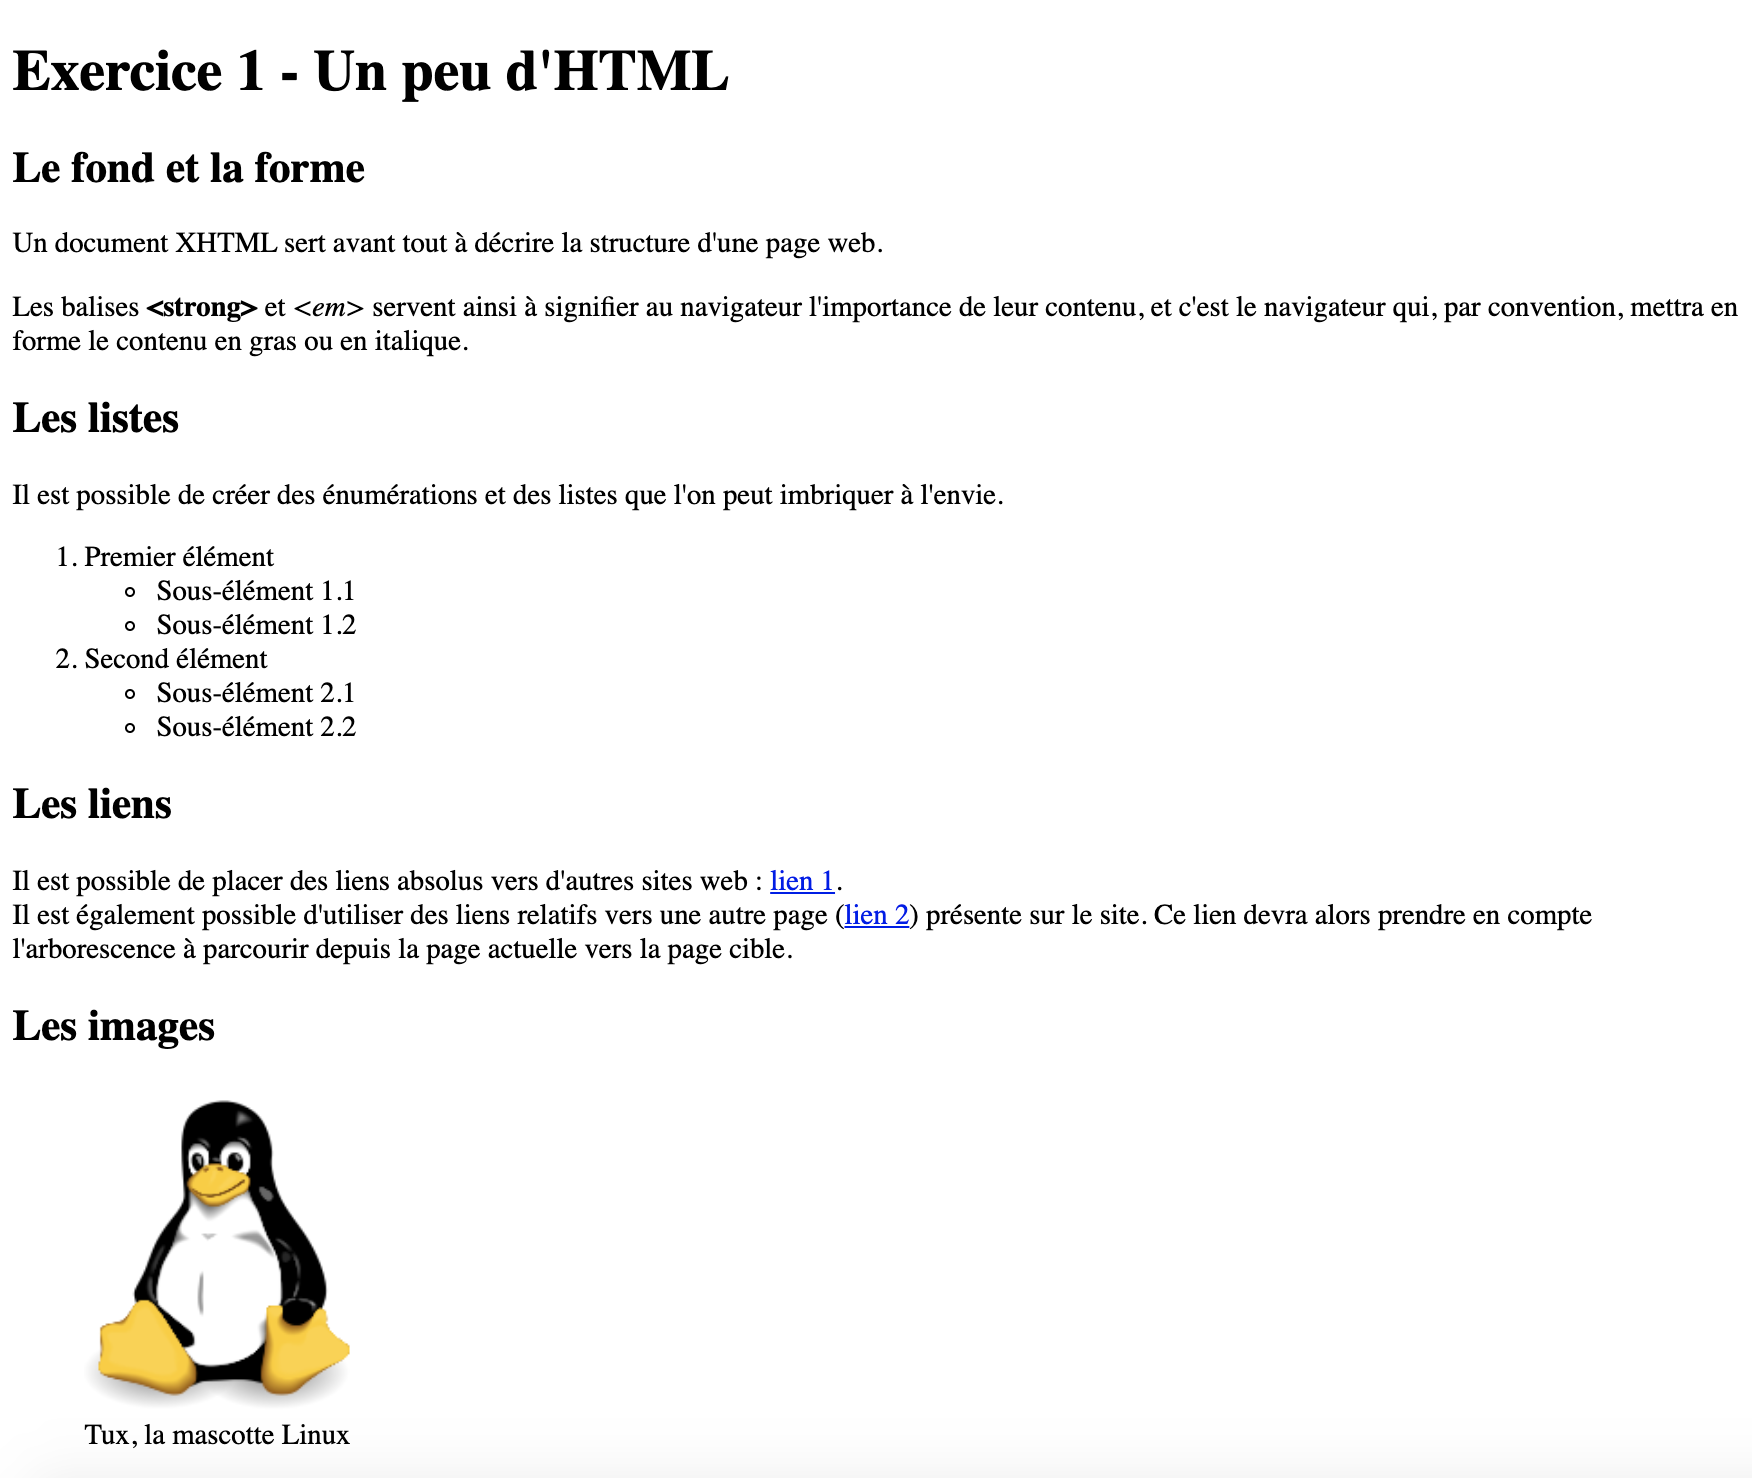 Exercice 1 - Un peu d'HTML
Le fond et la forme
Un document XHTML sert avant tout à décrire la structure d'une page web.
Les balises <strong> et <em> servent ainsi à signifier au navigateur l'importance de leur contenu, et c'est le navigateur qui, par convention, mettra en
forme le contenu en gras ou en italique.
Les listes
Il est possible de créer des énumérations et des listes que l'on peut imbriquer à l'envie.
1. Premier élément
◦ Sous-élément 1.1
◦ Sous-élément 1.2
2. Second élément
◦ Sous-élément 2.1
◦ Sous-élément 2.2
Les liens
Il est possible de placer des liens absolus vers d'autres sites web : lien 1.
Il est également possible d'utiliser des liens relatifs vers une autre page (lien 2) présente sur le site. Ce lien devra alors prendre en compte
l'arborescence à parcourir depuis la page actuelle vers la page cible.
Les images
Tux, la mascotte Linux